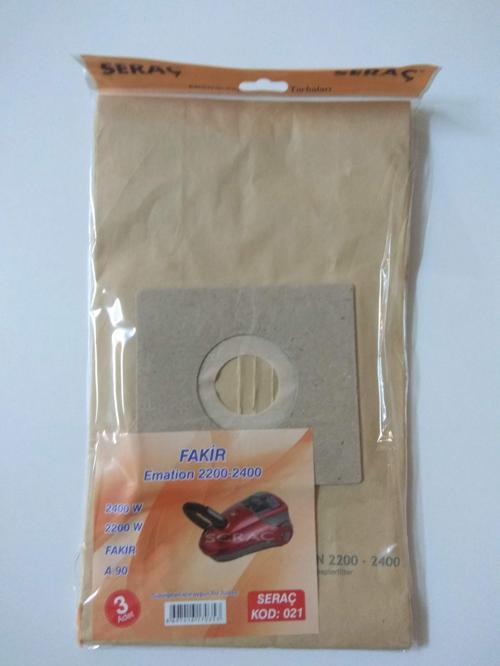 SERAÇ SERAÇ
Torbaları
FAKİR
Emation 2200-2400
2400 W
2200 W
FAKİR
A 90
SERAÇ
3
Adet
SERAÇ
KOD: 021
N 2200 - 2400